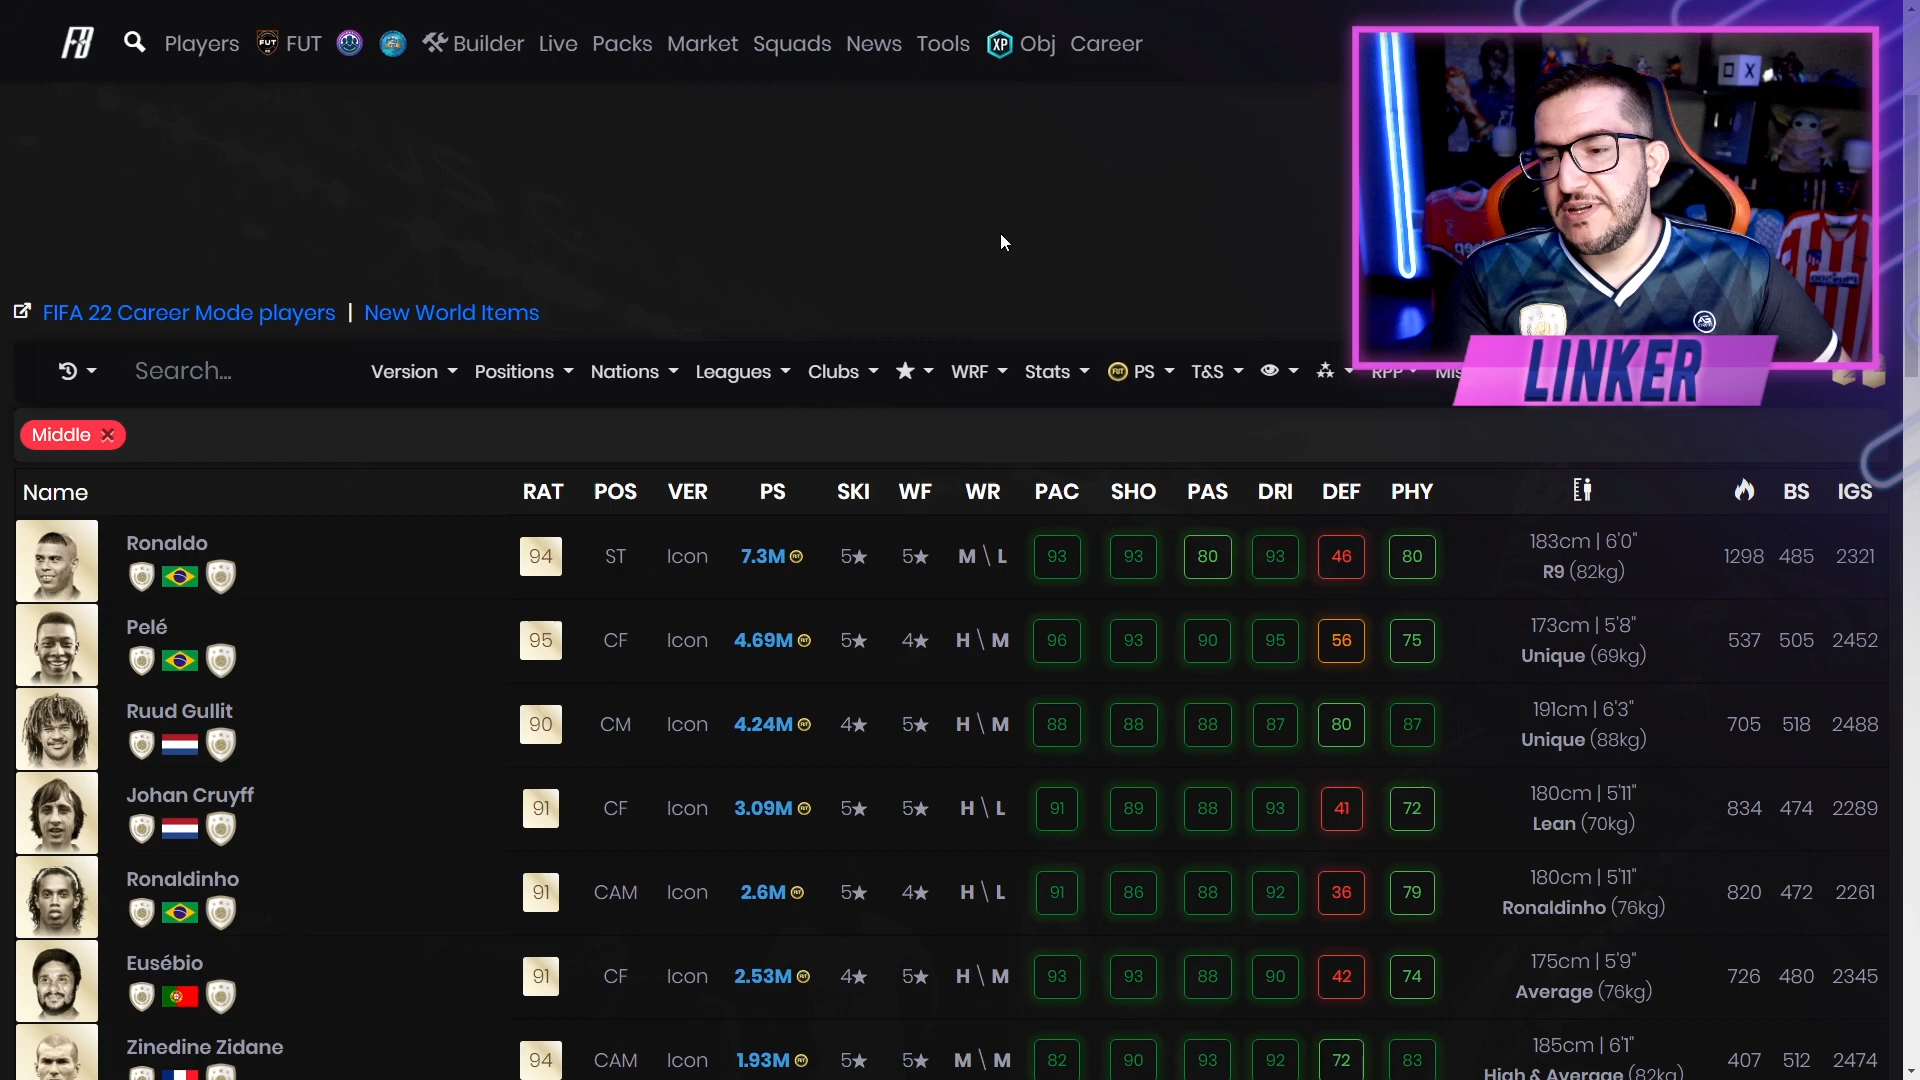 FB Players FUT FUT Builder Live Packs Market Squads News Tools XP Obj Career
FIFA 22 Career Mode players | New World Items
Search... Version Positions Nations Leagues Clubs ★ WRF Stats PS T&S RPP
LINKER
Middle
Name RAT POS VER PS SKI WF WR PAC SHO PAS DRI DEF PHY BS IGS
Ronaldo 94 ST Icon 7.3M 5★ 5★ M \ L 93 93 80 93 46 80 183cm | 6'0" 1298 485 2321
R9 (82kg)
Pelé 95 CF Icon 4.69M 5★ 4★ H \ M 96 93 90 95 56 75 173cm | 5'8" 537 505 2452
Unique (69kg)
Ruud Gullit 90 CM Icon 4.24M 4★ 5★ H \ M 88 88 88 87 80 87 191cm | 6'3" 705 518 2488
Unique (88kg)
Johan Cruyff 91 CF Icon 3.09M 5★ 5★ H \ L 91 89 88 93 41 72 180cm | 5'11" 834 474 2289
Lean (70kg)
Ronaldinho 91 CAM Icon 2.6M 5★ 4★ H \ L 91 86 88 92 36 79 180cm | 5'11" 820 472 2261
Ronaldinho (76kg)
Eusébio 91 CF Icon 2.53M 4★ 5★ H \ M 93 93 88 90 42 74 175cm | 5'9" 726 480 2345
Average (76kg)
Zinedine Zidane 94 CAM Icon 1.93M 5★ 5★ M \ M 82 90 93 92 72 83 185cm | 6'1" 407 512 2474
High & Average (82kg)